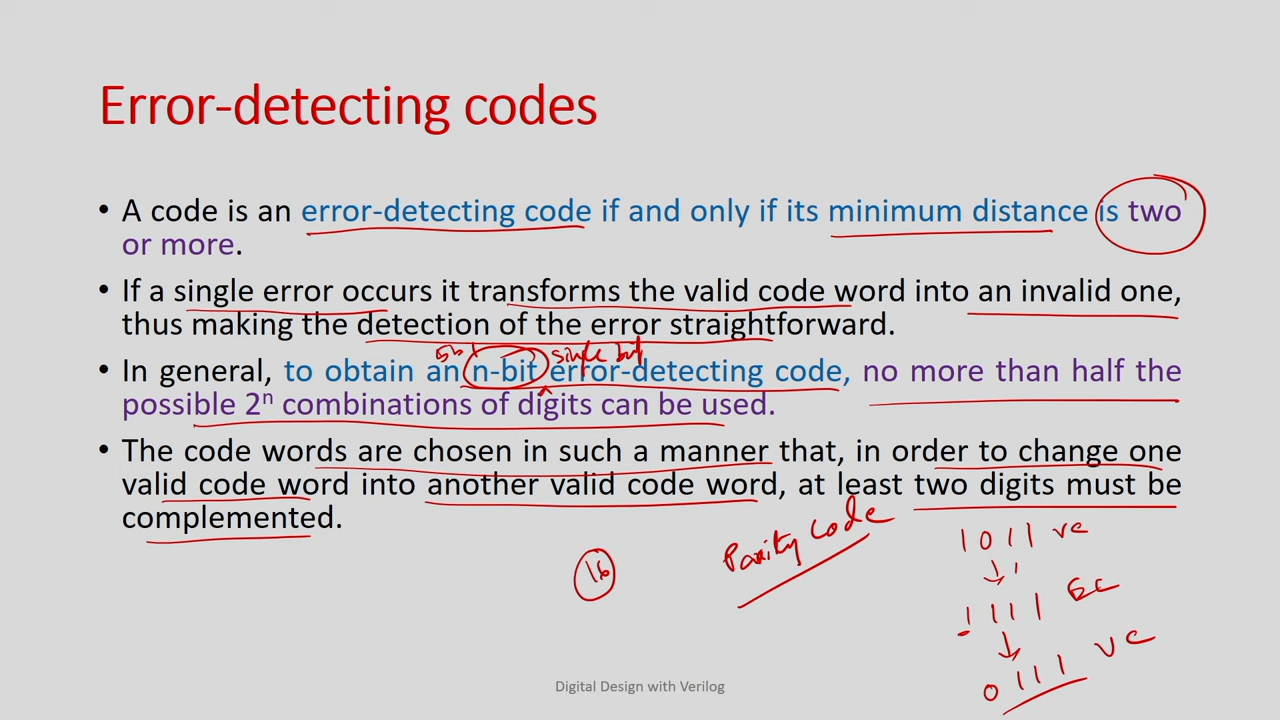 Error-detecting codes
• A code is an error-detecting code if and only if its minimum distance is two
or more.
• If a single error occurs it transforms the valid code word into an invalid one,
thus making the detection of the error straightforward.
single bit
• In general, to obtain an n-bit error-detecting code, no more than half the
possible 2ⁿ combinations of digits can be used.
• The code words are chosen in such a manner that, in order to change one
valid code word into another valid code word, at least two digits must be
complemented.
Parity Code
1011 VC
16
1111 EC
0111 VC
Digital Design with Verilog